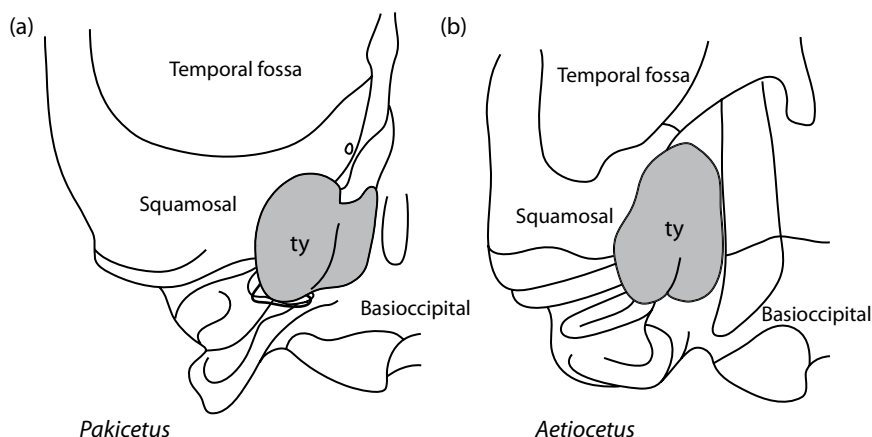 (a)
Temporal fossa
Squamosal
ty
Basioccipital
Pakicetus
(b)
Temporal fossa
Squamosal
ty
Basioccipital
Aetiocetus